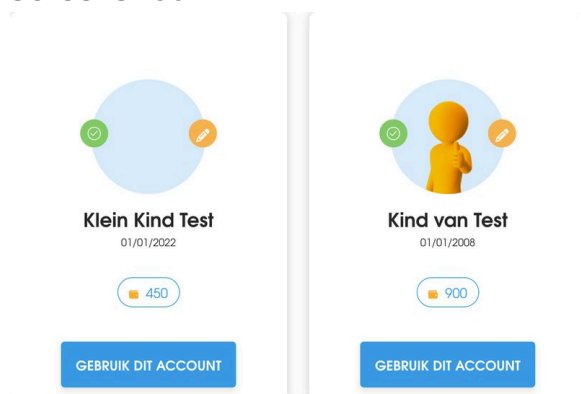 Klein Kind Test
01/01/2022
450
GEBRUIK DIT ACCOUNT
Kind van Test
01/01/2008
900
GEBRUIK DIT ACCOUNT